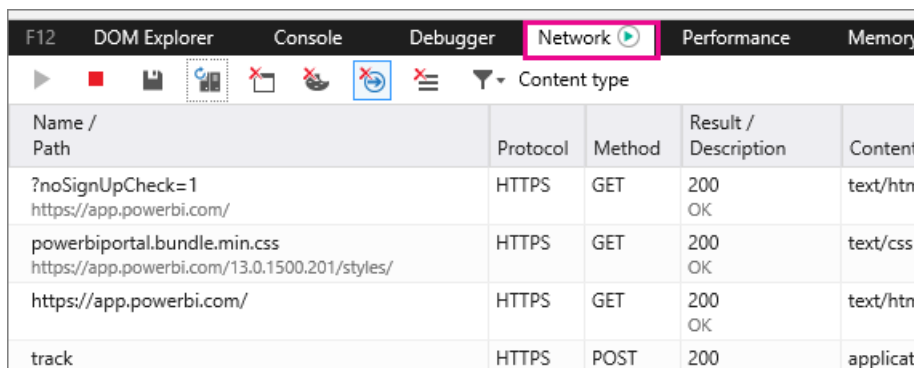 F12 DOM Explorer Console Debugger Network Performance Memory
Content type
Name / Result /
Path Protocol Method Description Content
?noSignUpCheck=1 HTTPS GET 200 text/htm
https://app.powerbi.com/ OK
powerbiportal.bundle.min.css HTTPS GET 200 text/css
https://app.powerbi.com/13.0.1500.201/styles/ OK
https://app.powerbi.com/ HTTPS GET 200 text/htm
OK
track HTTPS POST 200 applicat